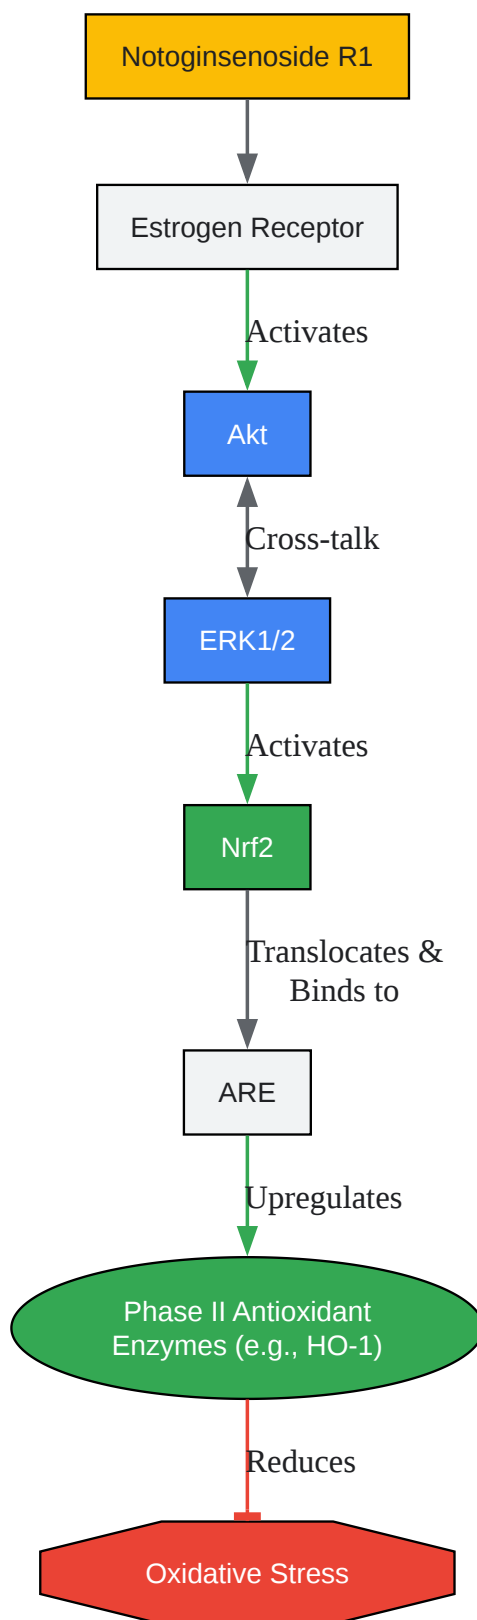 Notoginsenoside R1
Estrogen Receptor
Activates
Akt
Cross-talk
ERK1/2
Activates
Nrf2
Translocates &
Binds to
ARE
Upregulates
Phase II Antioxidant
Enzymes (e.g., HO-1)
Reduces
Oxidative Stress